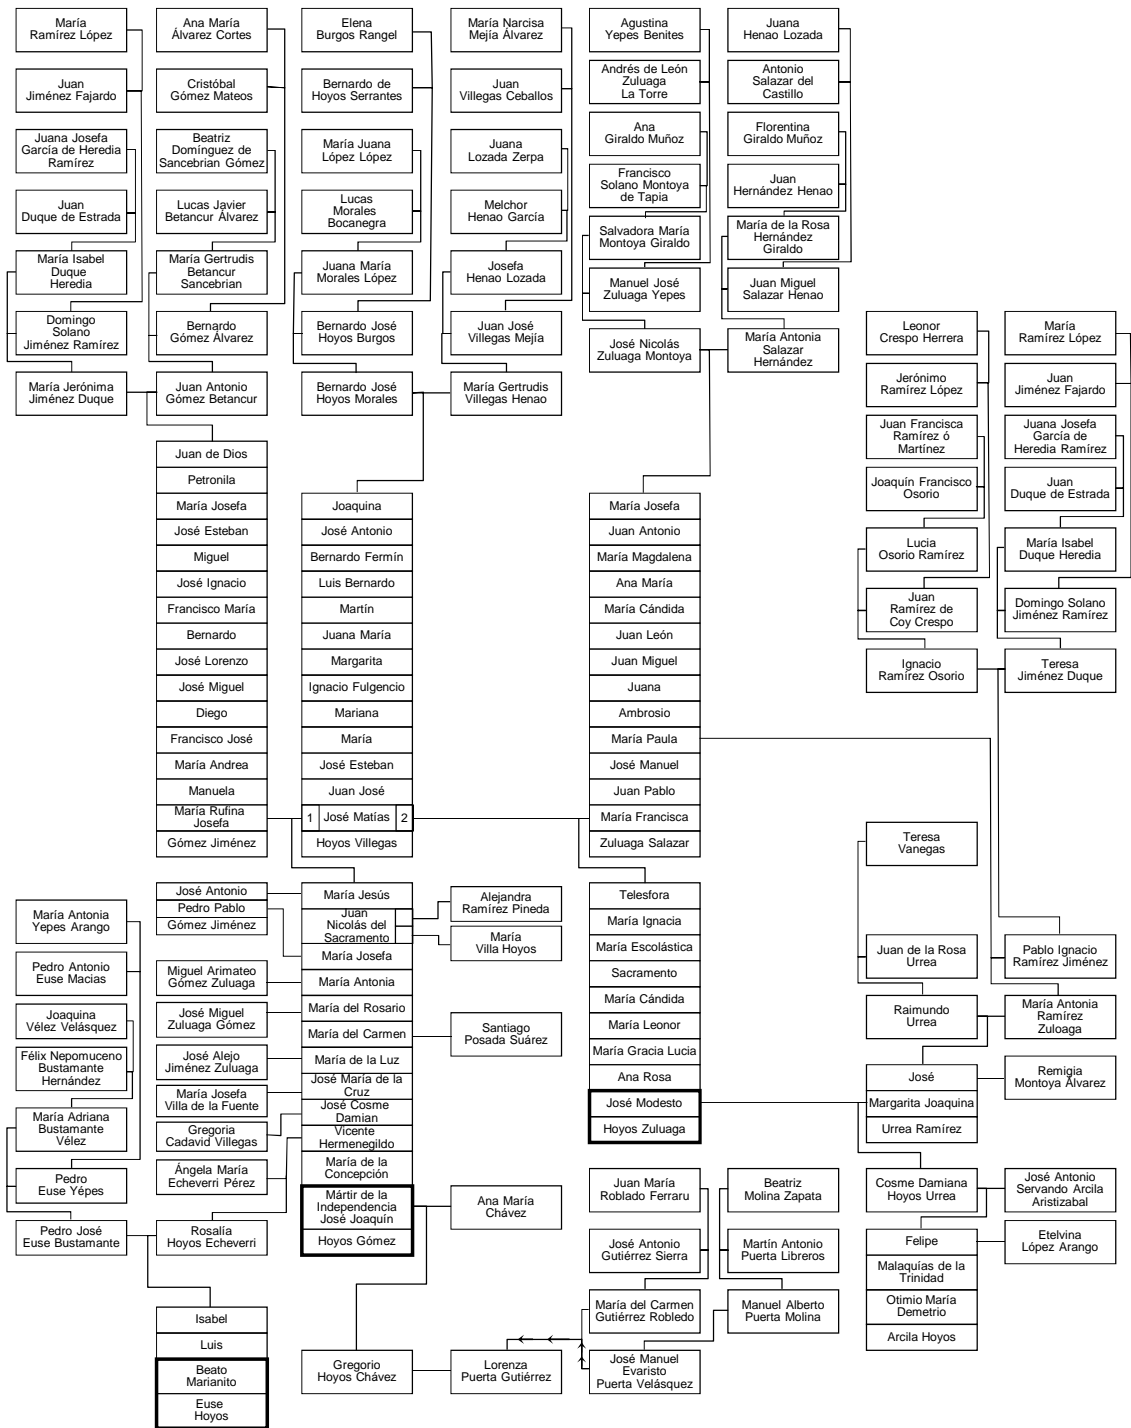 María
Ramírez López
Juan
Jiménez Fajardo
Juana Josefa
García de Heredia
Ramírez
Juan
Duque de Estrada
María Isabel
Duque
Heredia
Domingo
Solano
Jiménez Ramírez
María Jerónima
Jiménez Duque
Ana María
Álvarez Cortes
Cristóbal
Gómez Mateos
Beatriz
Domínguez de
Sancebrian Gómez
Lucas Javier
Betancur Álvarez
María Gertrudis
Betancur
Sancebrian
Bernardo
Gómez Álvarez
Juan Antonio
Gómez Betancur
Elena
Burgos Rangel
Bernardo de
Hoyos Serrantes
María Juana
López López
Lucas
Morales
Bocanegra
Juana María
Morales López
Bernardo José
Hoyos Burgos
Bernardo José
Hoyos Morales
María Narcisa
Mejía Álvarez
Juan
Villegas Ceballos
Juana
Lozada Zerpa
Melchor
Henao García
Josefa
Henao Lozada
Juan José
Villegas Mejía
María Gertrudis
Villegas Henao
Agustina
Yepes Benites
Andrés de León
Zuluaga
La Torre
Ana
Giraldo Muñoz
Francisco
Solano Montoya
de Tapia
Salvadora María
Montoya Giraldo
Manuel José
Zuluaga Yepes
José Nicolás
Zuluaga Montoya
Juana
Henao Lozada
Antonio
Salazar del
Castillo
Florentina
Giraldo Muñoz
Juan
Hernández Henao
María de la Rosa
Hernández
Giraldo
Juan Miguel
Salazar Henao
María Antonia
Salazar
Hernández
Leonor
Crespo Herrera
Jerónimo
Ramírez López
Juan Francisca
Ramírez ó
Martínez
Joaquín Francisco
Osorio
Lucia
Osorio Ramírez
Juan
Ramírez de
Coy Crespo
Ignacio
Ramírez Osorio
María
Ramírez López
Juan
Jiménez Fajardo
Juana Josefa
García de
Heredia Ramírez
Juan
Duque de Estrada
María Isabel
Duque Heredia
Domingo Solano
Jiménez Ramírez
Teresa
Jiménez Duque
Juan de Dios
Petronila
María Josefa
José Esteban
Miguel
José Ignacio
Francisco María
Bernardo
José Lorenzo
José Miguel
Diego
Francisco José
María Andrea
Manuela
María Rufina
Josefa
Gómez Jiménez
Joaquina
José Antonio
Bernardo Fermín
Luis Bernardo
Martín
Juana María
Margarita
Ignacio Fulgencio
Mariana
María
José Esteban
Juan José
1 José Matías 2
Hoyos Villegas
María Josefa
Juan Antonio
María Magdalena
Ana María
María Cándida
Juan León
Juan Miguel
Juana
Ambrosio
María Paula
José Manuel
Juan Pablo
María Francisca
Zuluaga Salazar
Teresa
Vanegas
Juan de la Rosa
Urrea
Raimundo
Urrea
Pablo Ignacio
Ramírez Jiménez
María Antonia
Ramírez
Zuloaga
José
Margarita Joaquina
Urrea Ramírez
Remigia
Montoya Álvarez
María Antonia
Yepes Arango
Pedro Antonio
Euse Macias
Joaquina
Vélez Velásquez
Félix Nepomuceno
Bustamante
Hernández
María Adriana
Bustamante
Vélez
Pedro
Euse Yépes
Pedro José
Euse Bustamante
José Antonio
Pedro Pablo
Gómez Jiménez
Miguel Arimateo
Gómez Zuluaga
José Miguel
Zuluaga Gómez
José Alejo
Jiménez Zuluaga
María Josefa
Villa de la Fuente
Gregoria
Cadavid Villegas
Ángela María
Echeverri Pérez
Rosalía
Hoyos Echeverri
María Jesús
Juan
Nicolás del
Sacramento
María Josefa
María Antonia
María del Rosario
María del Carmen
María de la Luz
José María de la
Cruz
José Cosme
Damian
Vicente
Hermenegildo
María de la
Concepción
Mártir de la
Independencia
José Joaquín
Hoyos Gómez
Alejandra
Ramírez Pineda
María
Villa Hoyos
Santiago
Posada Suárez
Ana María
Chávez
Telesfora
María Ignacia
María Escolástica
Sacramento
María Cándida
María Leonor
María Gracia Lucia
Ana Rosa
José Modesto
Hoyos Zuluaga
Juan María
Roblado Ferraru
José Antonio
Gutiérrez Sierra
María del Carmen
Gutiérrez Robledo
José Manuel
Evaristo
Puerta Velásquez
Beatriz
Molina Zapata
Martín Antonio
Puerta Libreros
Manuel Alberto
Puerta Molina
Cosme Damiana
Hoyos Urrea
José Antonio
Servando Arcila
Aristizabal
Felipe
Malaquías de la
Trinidad
Otimio María
Demetrio
Arcila Hoyos
Etelvina
López Arango
Isabel
Luis
Beato
Marianito
Euse
Hoyos
Gregorio
Hoyos Chávez
Lorenza
Puerta Gutiérrez